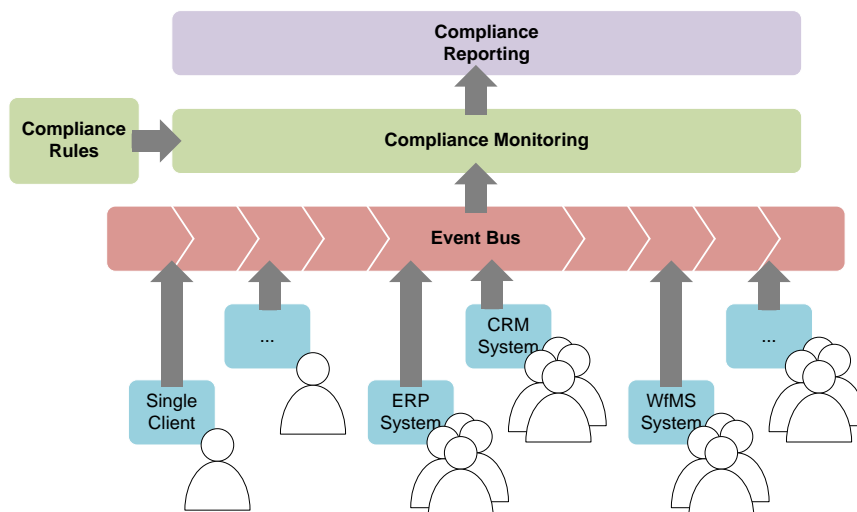 Compliance
Reporting
Compliance
Rules
Compliance Monitoring
Event Bus
...
CRM
System
...
Single
Client
ERP
System
WfMS
System